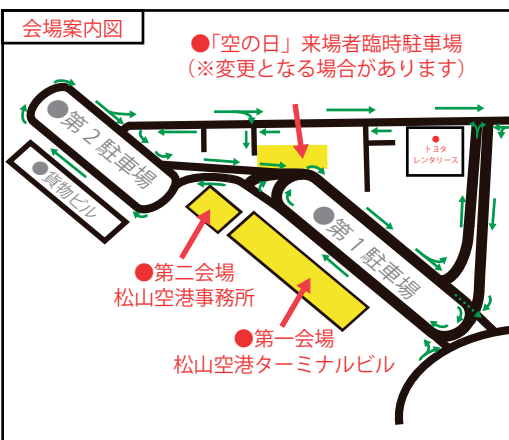 会場案内図
●「空の日」来場者臨時駐車場
（※変更となる場合があります）
●第２駐車場
●トヨタ
レンタリース
●貨物ビル
●第１駐車場
●第二会場
松山空港事務所
●第一会場
松山空港ターミナルビル